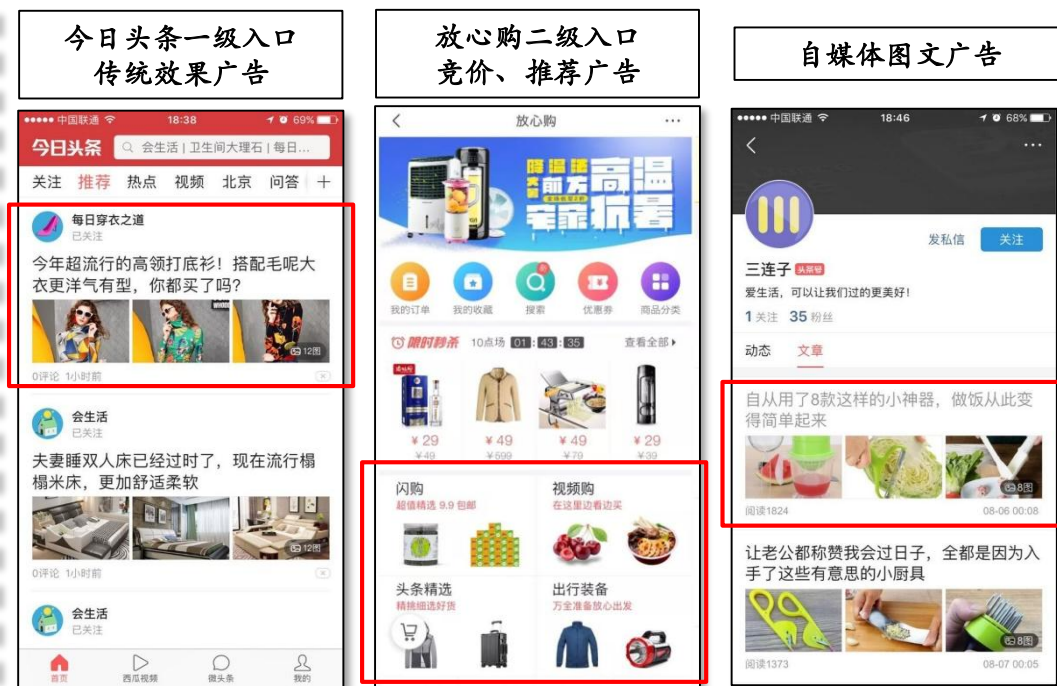 今日头条一级入口
传统效果广告
中国联通
18:38
69%
今日头条
会生活 | 卫生间大理石 | 每日...
关注 推荐 热点 视频 北京 问答 +
每日穿衣之道
已关注
今年超流行的高领打底衫！搭配毛呢大
衣更洋气有型，你都买了吗？
12图
0评论 1小时前
会生活
已关注
夫妻睡双人床已经过时了，现在流行榻
榻米床，更加舒适柔软
12图
0评论 1小时前
会生活
已关注
首页 西瓜视频 微头条 我的
放心购二级入口
竞价、推荐广告
放心购
高温
前方
宅家抗暑
我的订单 我的收藏 搜索 优惠券 商品分类
限时秒杀 10点场 01:43:35 查看全部
¥29 ¥49 ¥49 ¥29
¥49 ¥599 ¥79 ¥39
闪购
超值精选 9.9 包邮
视频购
在这里边看边买
头条精选
精挑细选好货
出行装备
万全准备放心出发
自媒体图文广告
中国联通
18:46
68%
发私信 关注
三连子 头条号
爱生活，可以让我们过的更美好！
1 关注 35 粉丝
动态 文章
自从用了8款这样的小神器，做饭从此变
得简单起来
8图
阅读1824 08-06 00:08
让老公都称赞我会过日子，全都是因为入
手了这些有意思的小厨具
8图
阅读1373 08-07 00:05